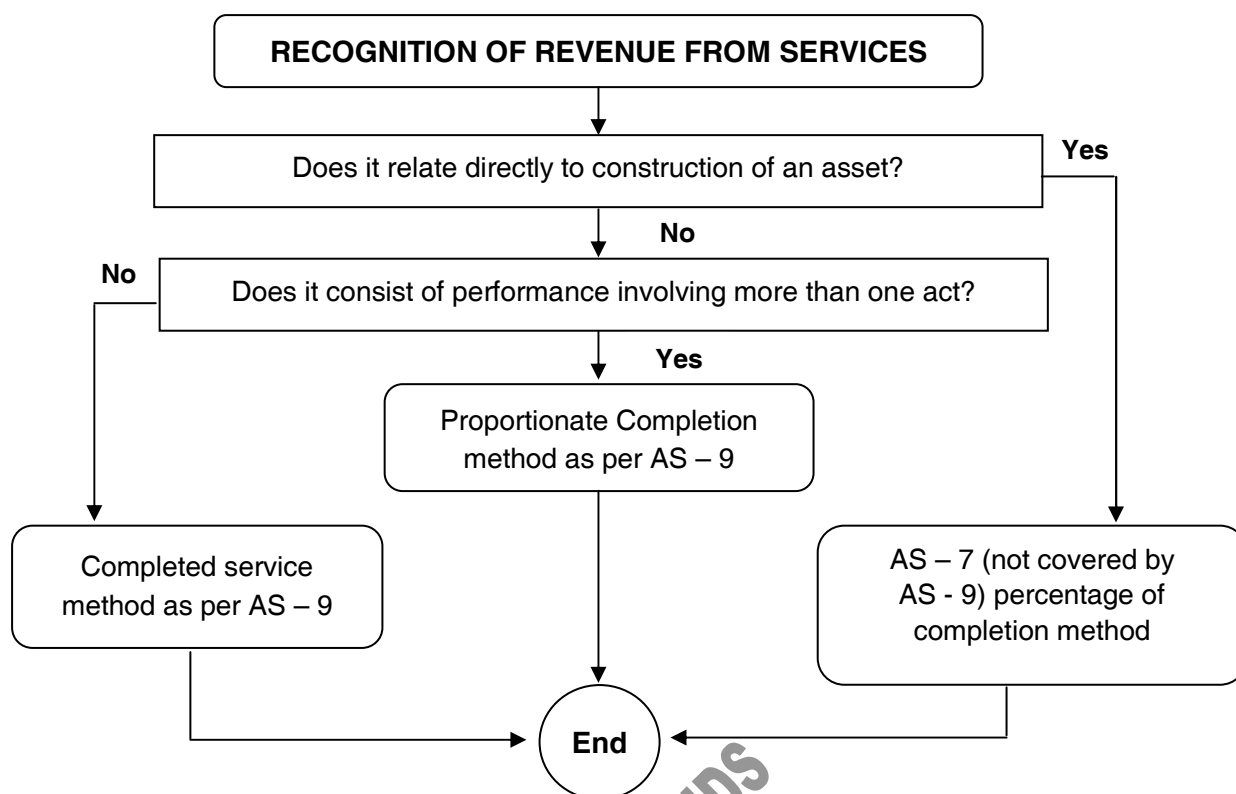 RECOGNITION OF REVENUE FROM SERVICES
Does it relate directly to construction of an asset?
Yes
No
No
Does it consist of performance involving more than one act?
Yes
Proportionate Completion
method as per AS – 9
Completed service
method as per AS – 9
AS – 7 (not covered by
AS - 9) percentage of
completion method
End